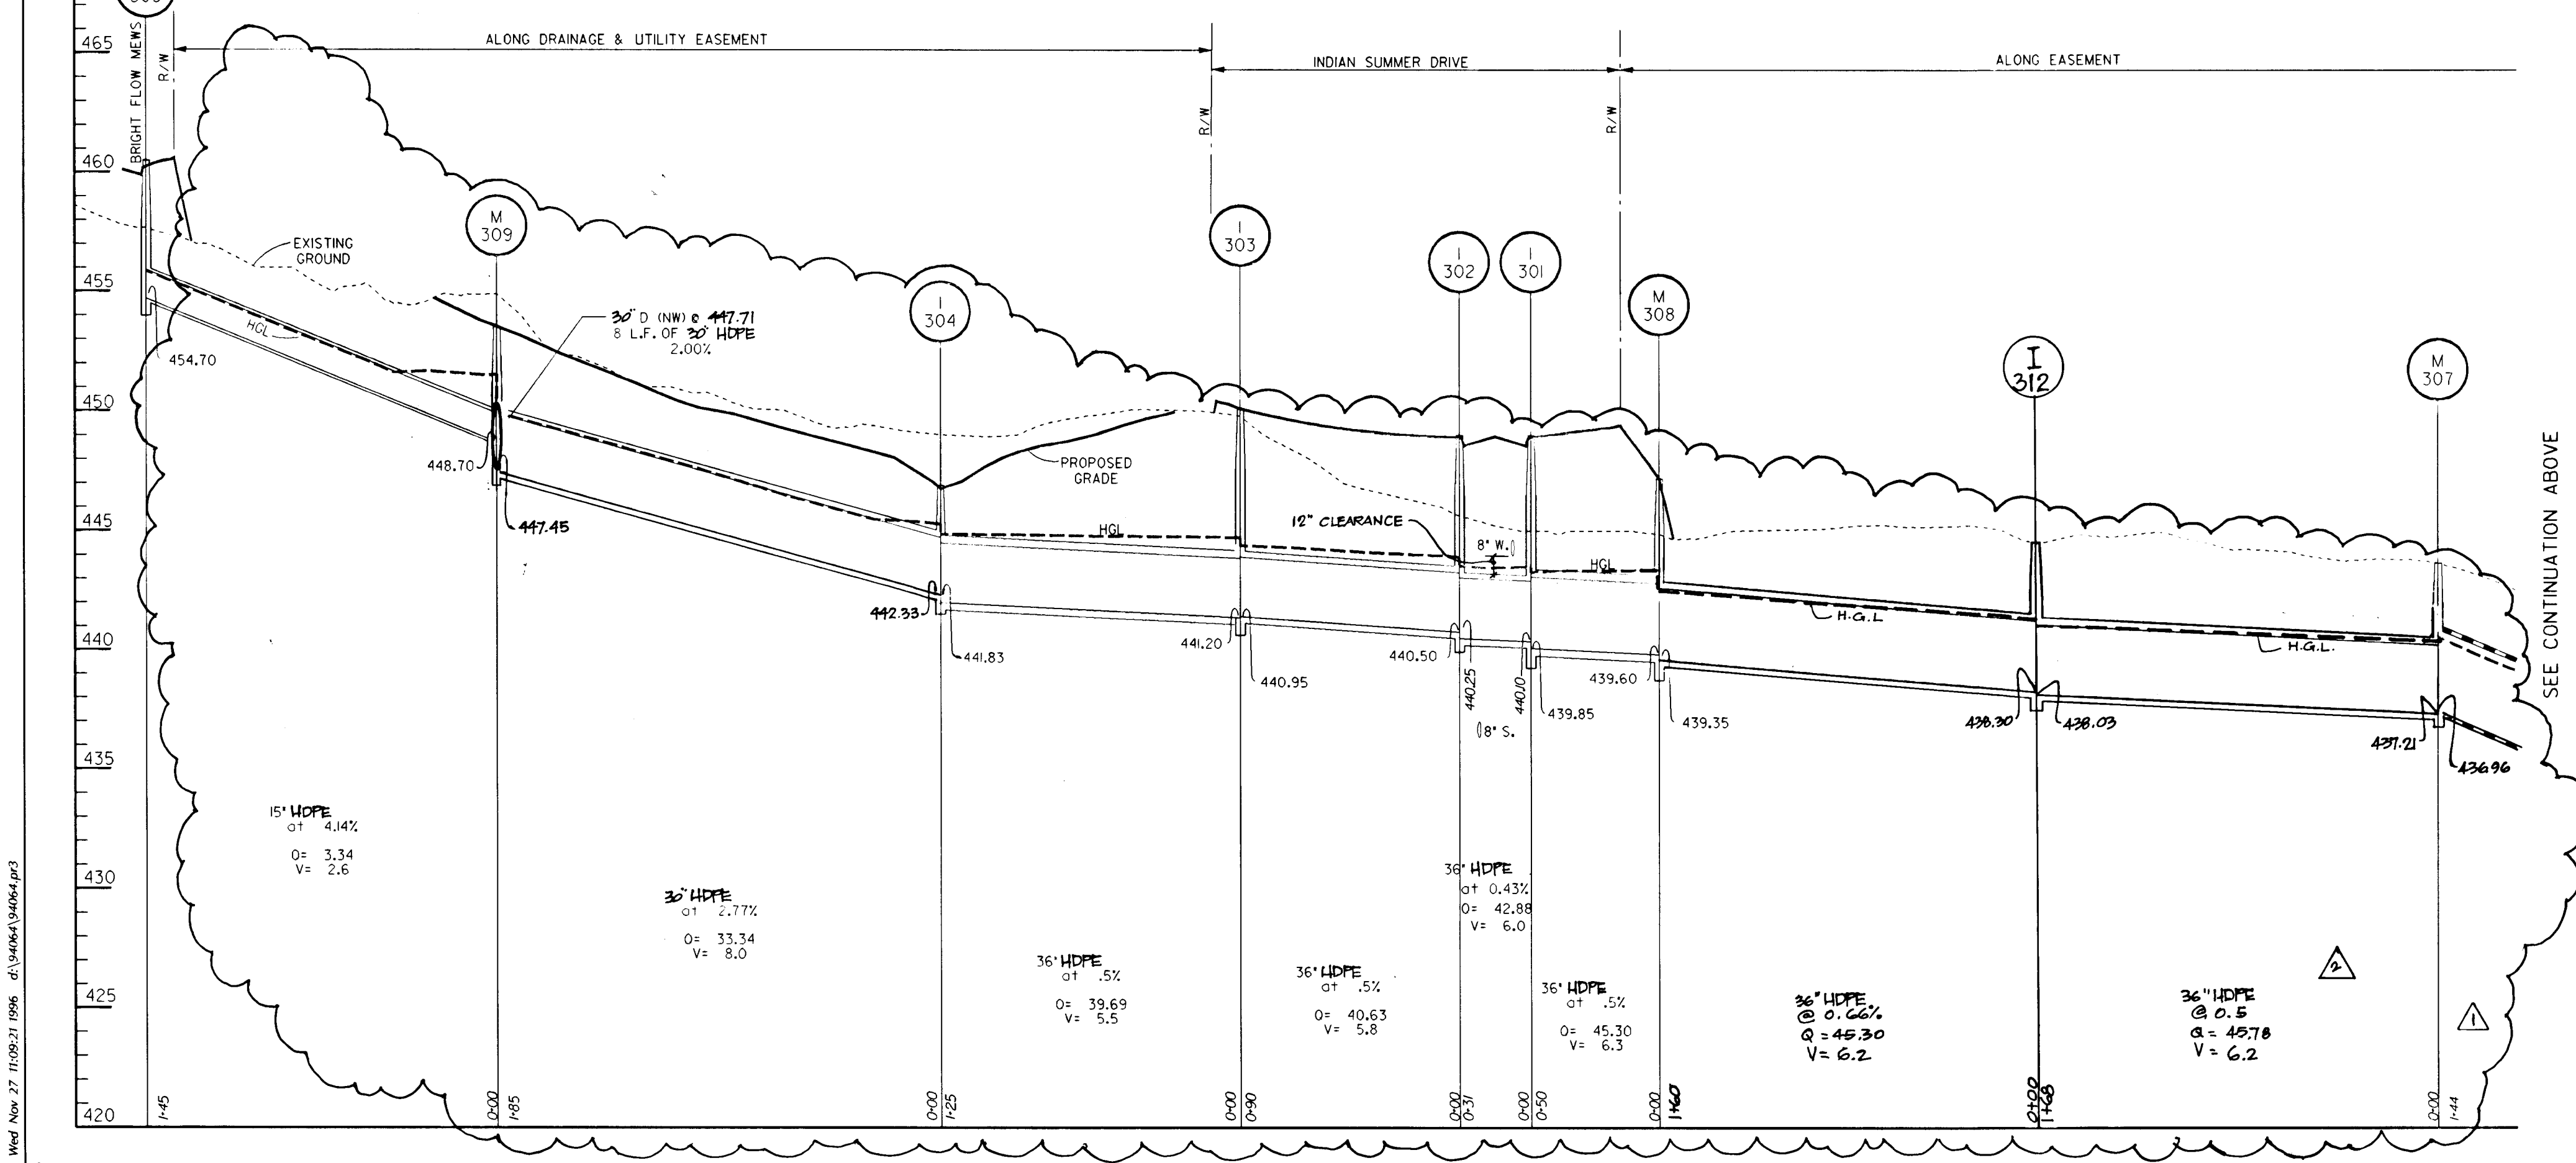 BRIGHT FLOW MEWS
R/W
ALONG DRAINAGE & UTILITY EASEMENT
R/W
INDIAN SUMMER DRIVE
R/W
ALONG EASEMENT
465
460
455
450
445
440
435
430
425
420
EXISTING
GROUND
M
309
I
304
I
303
I
302
I
301
M
308
I
312
M
307
30" D (NW) @ 447.71
8 L.F. OF 30" HDPE
2.00%
HGL
454.70
448.70
447.45
PROPOSED
GRADE
HGL
12" CLEARANCE
8" W.
HGL
H.G.L
H.G.L.
442.33
441.83
441.20
440.95
440.50
440.25
440.10
439.85
439.60
439.35
438.30
438.03
437.21
436.96
8" S.
SEE CONTINUATION ABOVE
15" HDPE
at 4.14%
Q= 3.34
V= 2.6
30" HDPE
at 2.77%
Q= 33.34
V= 8.0
36" HDPE
at .5%
Q= 39.69
V= 5.5
36" HDPE
at .5%
Q= 40.63
V= 5.8
36" HDPE
at 0.43%
Q= 42.88
V= 6.0
36" HDPE
at .5%
Q= 45.30
V= 6.3
36" HDPE
@ 0.66%
Q = 45.30
V = 6.2
36" HDPE
@ 0.5
Q = 45.78
V = 6.2
2
1
1+45
0+00
1+85
0+00
1+25
0+00
0+90
0+00
0+31
0+00
0+50
0+00
1+60
0+00
1+68
0+00
1+44
Wed Nov 27 11:09:21 1996 d:\94064\94064.pr3